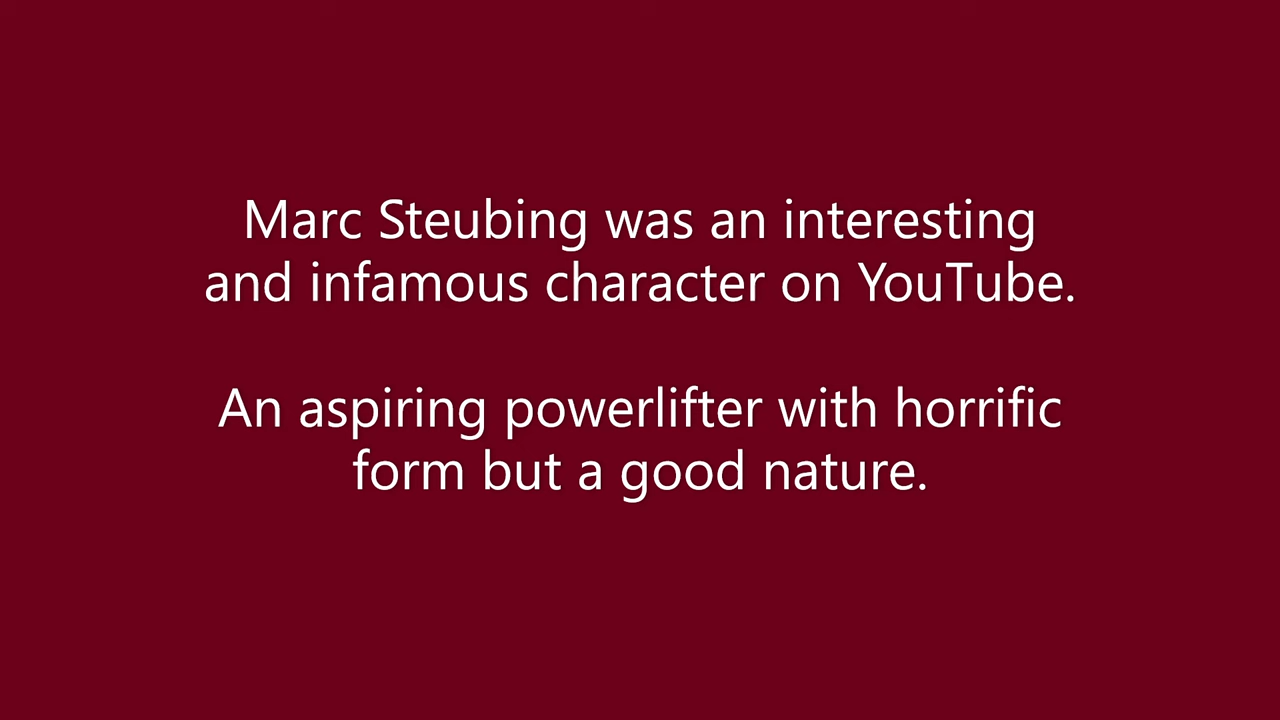 Marc Steubing was an interesting
and infamous character on YouTube.
An aspiring powerlifter with horrific
form but a good nature.